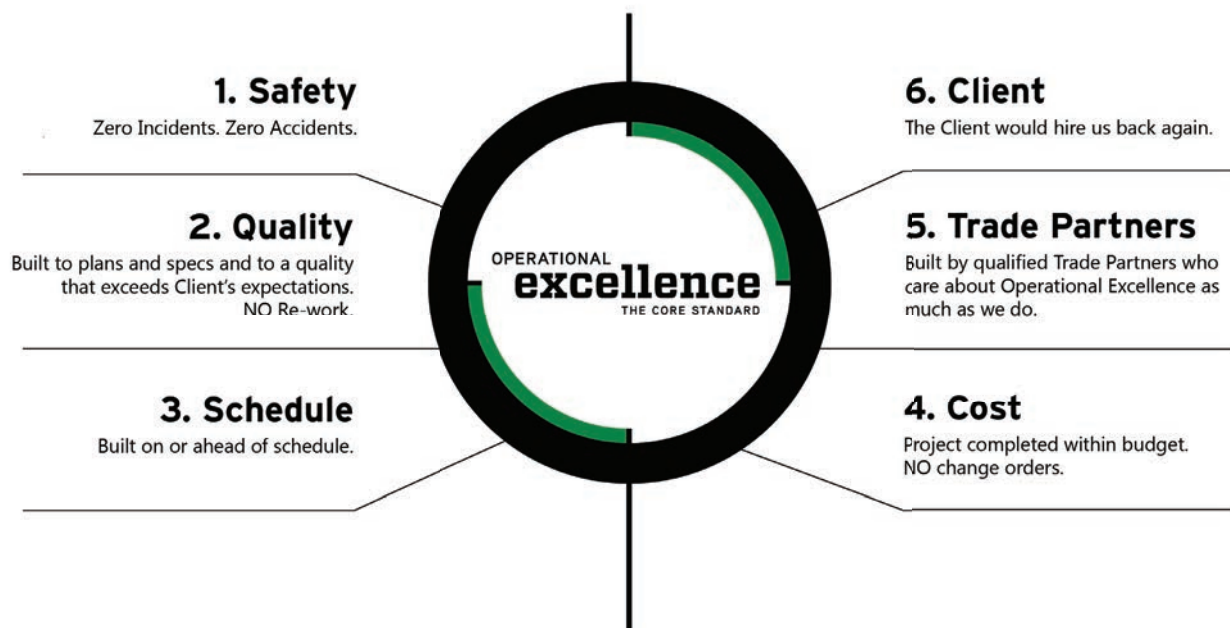 1. Safety
Zero Incidents. Zero Accidents.
2. Quality
Built to plans and specs and to a quality
that exceeds Client's expectations.
NO Re-work.
3. Schedule
Built on or ahead of schedule.
OPERATIONAL
excellence
THE CORE STANDARD
6. Client
The Client would hire us back again.
5. Trade Partners
Built by qualified Trade Partners who
care about Operational Excellence as
much as we do.
4. Cost
Project completed within budget.
NO change orders.